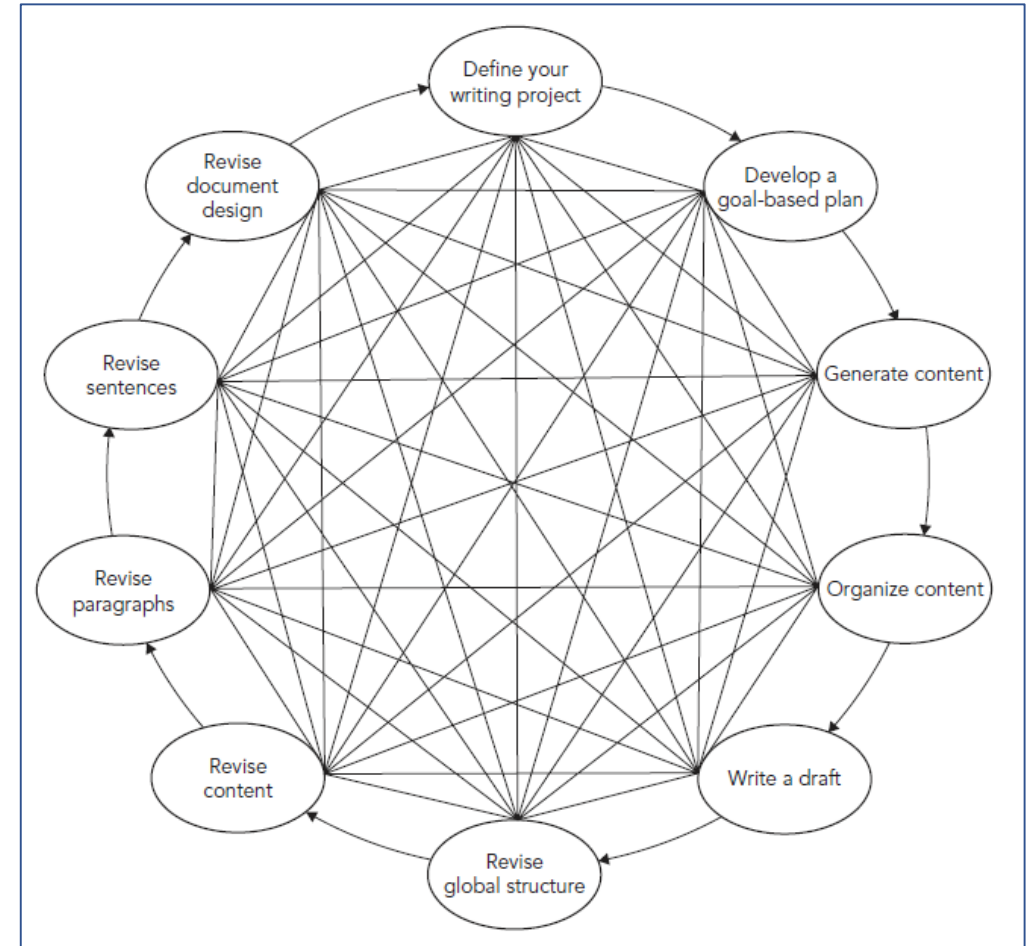 Define your
writing project
Develop a
goal-based plan
Generate content
Organize content
Write a draft
Revise
global structure
Revise
content
Revise
paragraphs
Revise
sentences
Revise
document
design